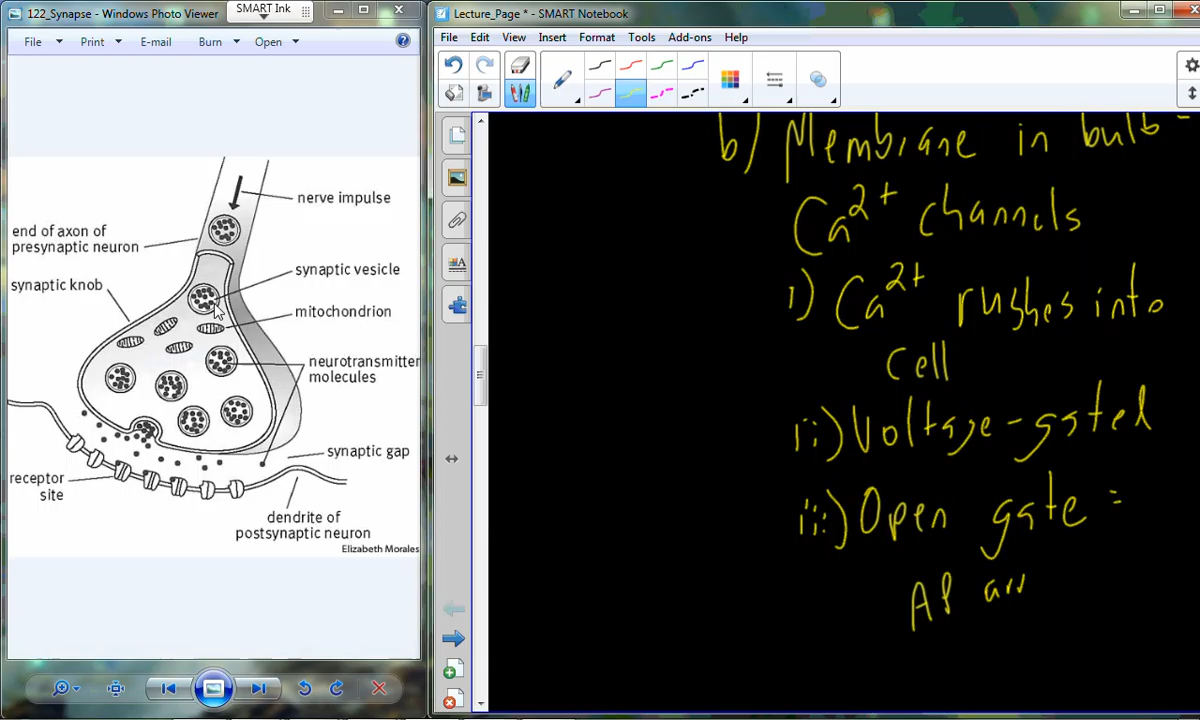 122_Synapse - Windows Photo Viewer
SMART Ink
File Print E-mail Burn Open
nerve impulse
end of axon of
presynaptic neuron
synaptic vesicle
synaptic knob
mitochondrion
neurotransmitter
molecules
synaptic gap
receptor
site
dendrite of
postsynaptic neuron
Elizabeth Morales
Lecture_Page * - SMART Notebook
File Edit View Insert Format Tools Add-ons Help
b) Membrane in bulb -
Ca2+ channels
i) Ca2+ rushes into
cell
ii) Voltage-gated
iii) Open gate =
AP arr